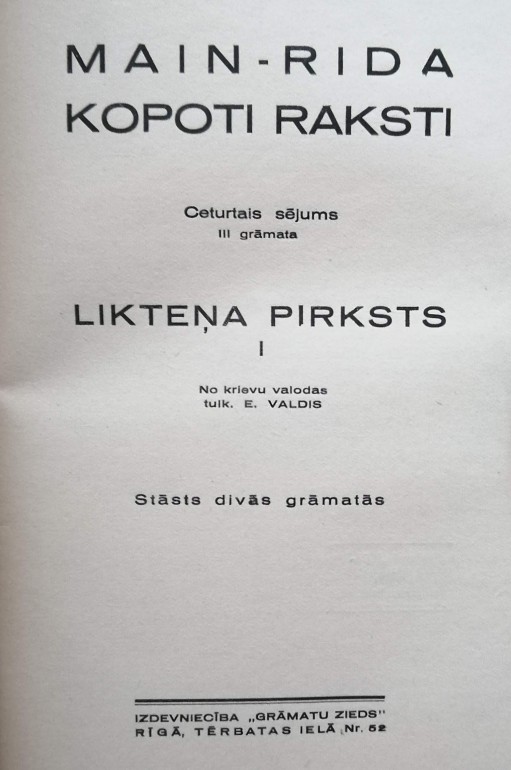 MAIN-RIDA
KOPOTI RAKSTI
Ceturtais sējums
III grāmata
LIKTEŅA PIRKSTS
I
No krievu valodas
tulk. E. VALDIS
Stāsts divās grāmatās
IZDEVNIECĪBA „GRĀMATU ZIEDS"
RĪGĀ, TĒRBATAS IELĀ Nr. 52